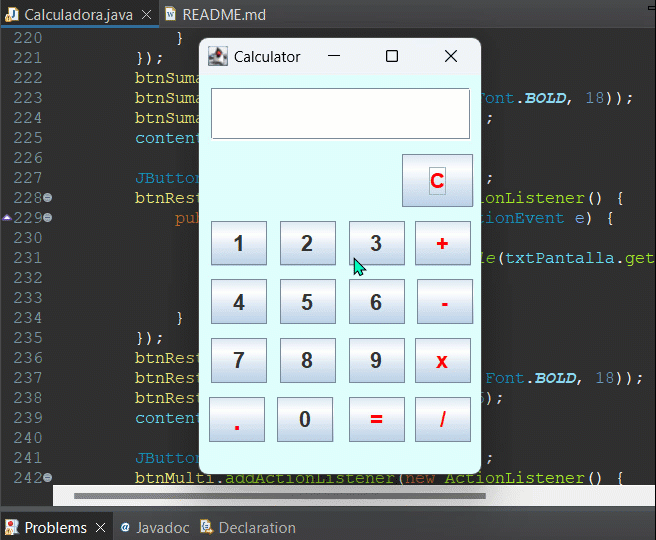 Calculadora.java README.md
220 }
221 });
222 btnSuma
223 btnSuma Font.BOLD, 18));
224 btnSuma ;
225 content
226
227 JButton ;
228 btnRest ionListener() {
229 pu tionEvent e) {
230
231 le(txtPantalla.get
232
233
234 }
235 });
236 btnRest
237 btnRest Font.BOLD, 18));
238 btnRest );
239 content
240
241 JButton ;
242 btnMulti.addActionListener(new ActionListener() {
Calculator
C
1 2 3 +
4 5 6 -
7 8 9 x
. 0 = /
Problems Javadoc Declaration